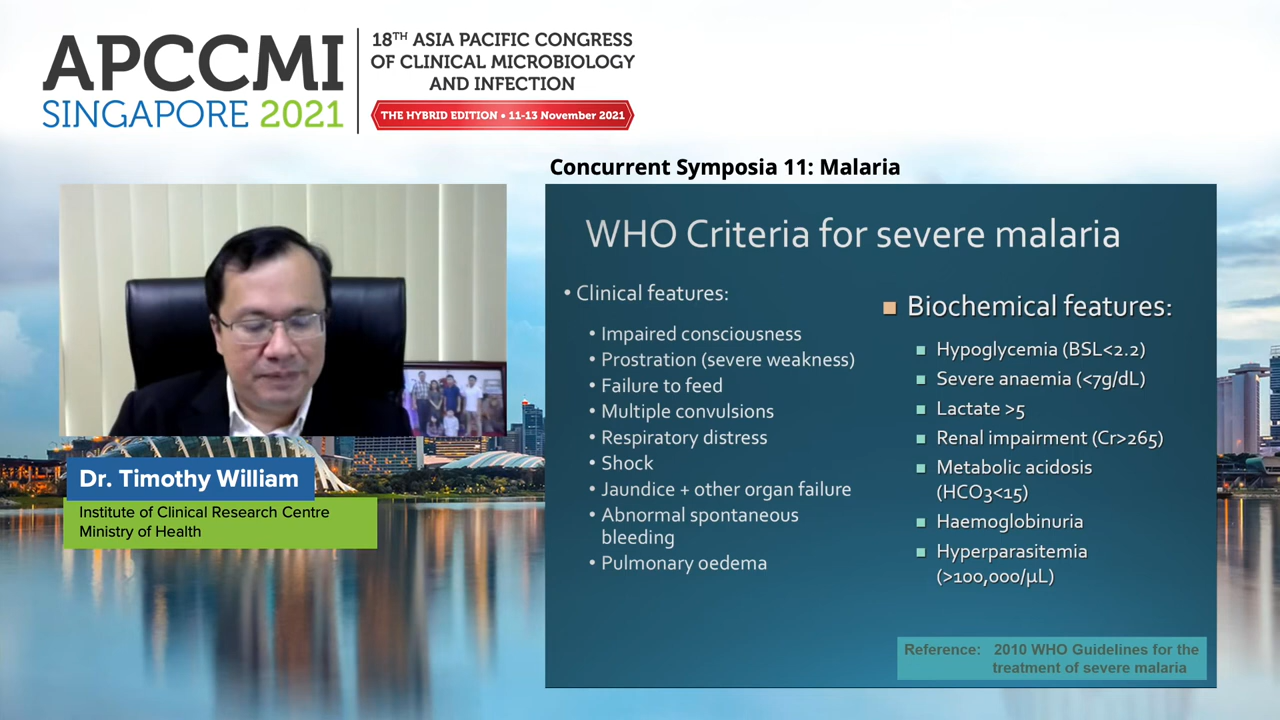 APCCMI
SINGAPORE 2021
18TH ASIA PACIFIC CONGRESS
OF CLINICAL MICROBIOLOGY
AND INFECTION
THE HYBRID EDITION • 11-13 November 2021
Concurrent Symposia 11: Malaria
Dr. Timothy William
Institute of Clinical Research Centre
Ministry of Health
WHO Criteria for severe malaria
• Clinical features:
• Impaired consciousness
• Prostration (severe weakness)
• Failure to feed
• Multiple convulsions
• Respiratory distress
• Shock
• Jaundice + other organ failure
• Abnormal spontaneous
bleeding
• Pulmonary oedema
■ Biochemical features:
■ Hypoglycemia (BSL<2.2)
■ Severe anaemia (<7g/dL)
■ Lactate >5
■ Renal impairment (Cr>265)
■ Metabolic acidosis
(HCO3<15)
■ Haemoglobinuria
■ Hyperparasitemia
(>100,000/µL)
Reference: 2010 WHO Guidelines for the
treatment of severe malaria